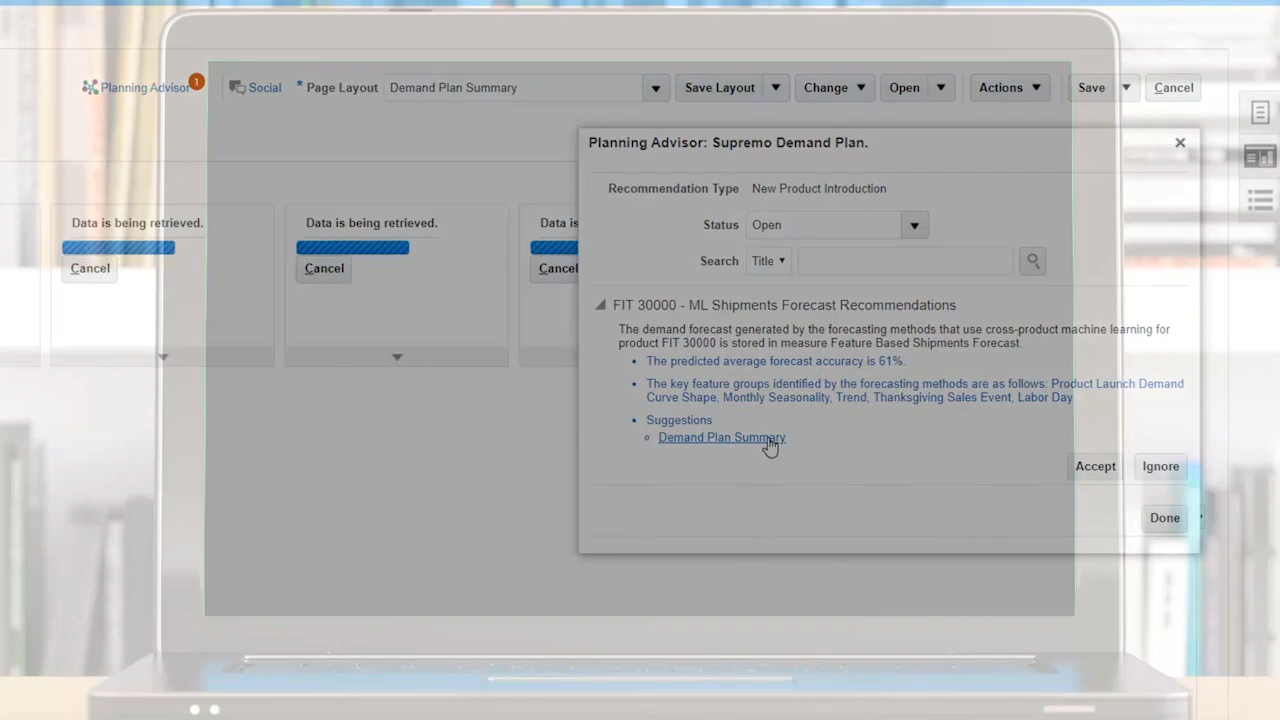 Planning Advisor 1 Social * Page Layout Demand Plan Summary Save Layout Change Open Actions Save Cancel
Planning Advisor: Supremo Demand Plan.
Recommendation Type New Product Introduction
Data is being retrieved. Data is being retrieved. Data is
Status Open
Cancel Cancel Cancel
Search Title
FIT 30000 - ML Shipments Forecast Recommendations
The demand forecast generated by the forecasting methods that use cross-product machine learning for
product FIT 30000 is stored in measure Feature Based Shipments Forecast.
• The predicted average forecast accuracy is 61%.
• The key feature groups identified by the forecasting methods are as follows: Product Launch Demand
Curve Shape, Monthly Seasonality, Trend, Thanksgiving Sales Event, Labor Day
• Suggestions
Demand Plan Summary
Accept Ignore
Done